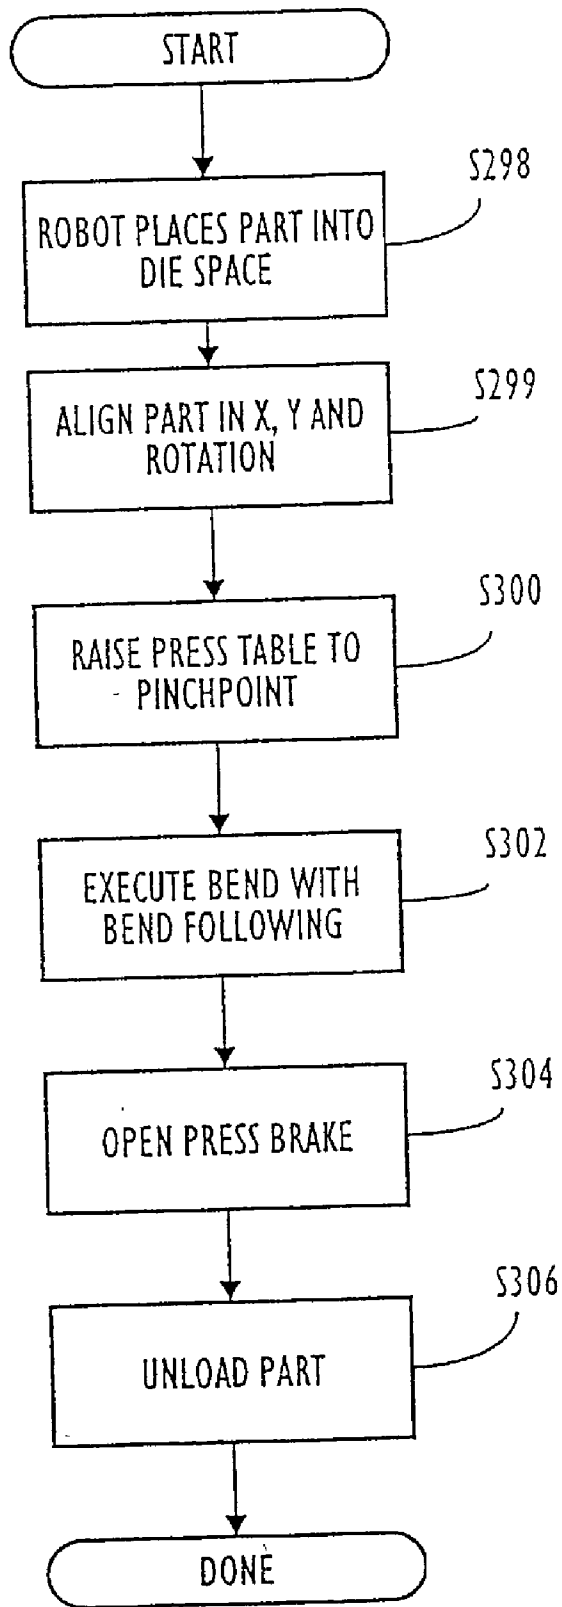 START
S298
ROBOT PLACES PART INTO
DIE SPACE
S299
ALIGN PART IN X, Y AND
ROTATION
S300
RAISE PRESS TABLE TO
PINCHPOINT
S302
EXECUTE BEND WITH
BEND FOLLOWING
S304
OPEN PRESS BRAKE
S306
UNLOAD PART
DONE